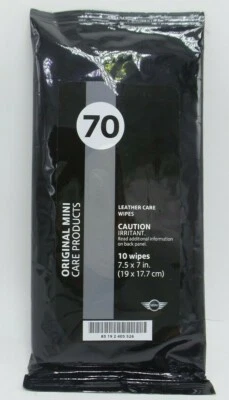 70
ORIGINAL MINI
CARE PRODUCTS
LEATHER CARE
WIPES
CAUTION
IRRITANT.
Read additional information
on back panel.
10 wipes
7.5 x 7 in.
(19 x 17.7 cm)